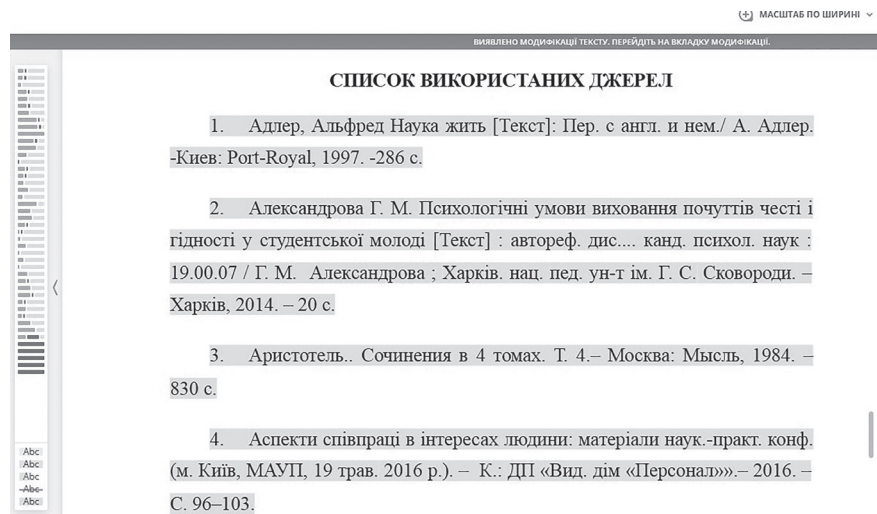 МАСШТАБ ПО ШИРИНІ
ВИЯВЛЕНО МОДИФІКАЦІЇ ТЕКСТУ. ПЕРЕЙДІТЬ НА ВКЛАДКУ МОДИФІКАЦІЇ.
СПИСОК ВИКОРИСТАНИХ ДЖЕРЕЛ
1. Адлер, Альфред Наука жить [Текст]: Пер. с англ. и нем./ А. Адлер.
-Киев: Port-Royal, 1997. -286 с.
2. Александрова Г. М. Психологічні умови виховання почуттів честі і
гідності у студентської молоді [Текст] : автореф. дис.... канд. психол. наук :
19.00.07 / Г. М. Александрова ; Харків. нац. пед. ун-т ім. Г. С. Сковороди. –
Харків, 2014. – 20 с.
3. Аристотель.. Сочинения в 4 томах. Т. 4.– Москва: Мысль, 1984. –
830 с.
4. Аспекти співпраці в інтересах людини: матеріали наук.-практ. конф.
(м. Київ, МАУП, 19 трав. 2016 р.). – К.: ДП «Вид. дім «Персонал»».– 2016. –
С. 96–103.
Abc
Abc
Abc
Abc
Abc